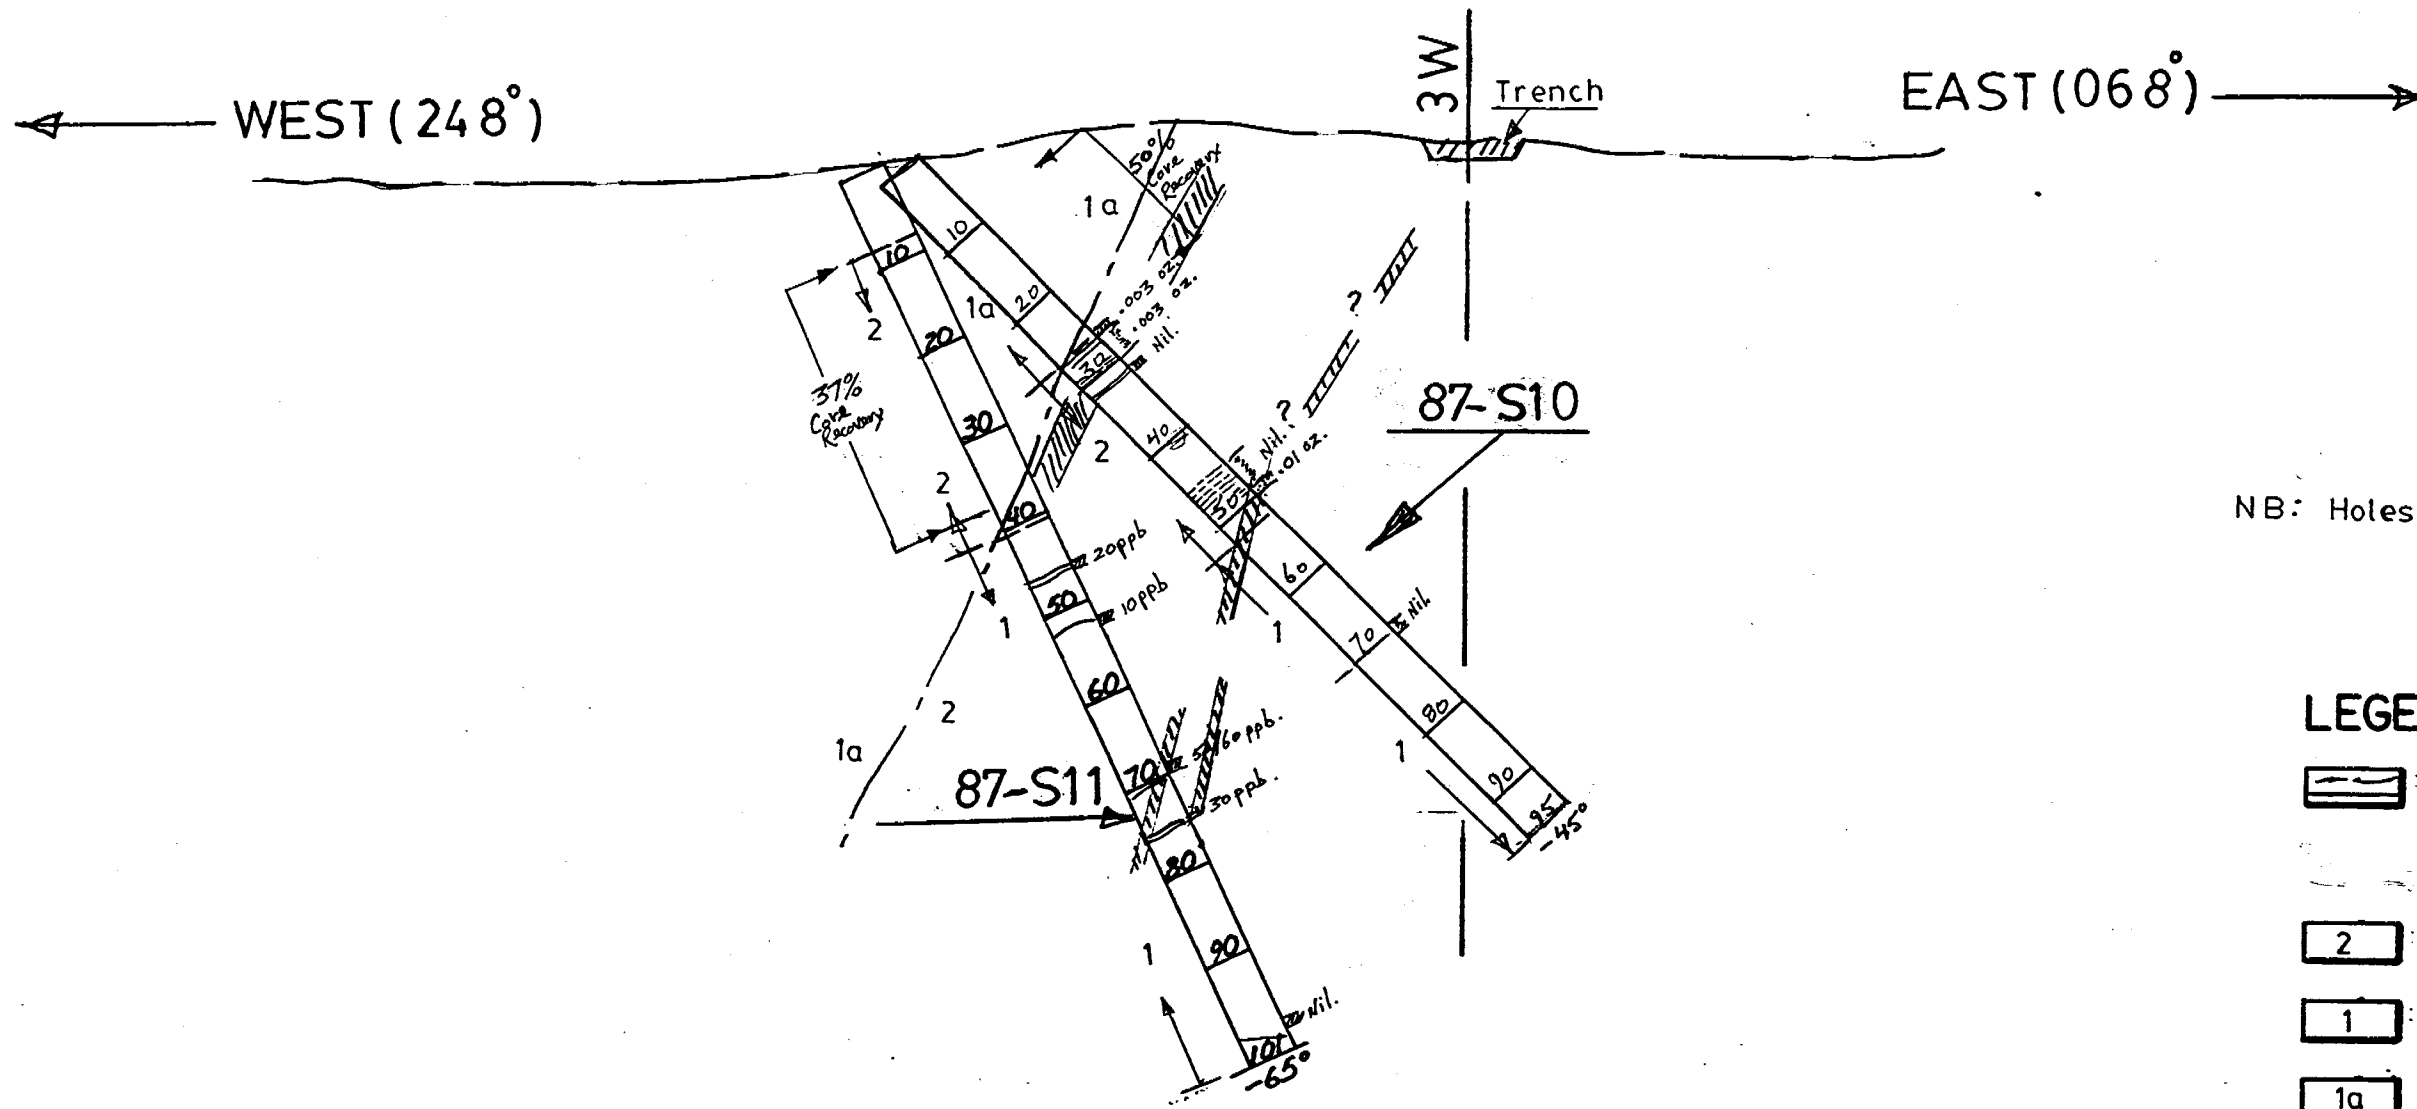 WEST (248°)
3W
Trench
EAST (068°)
50%
Core
Recovery
1a
10
10
1a
20
.003 oz.
.003 oz.
Nil.
2
20
30
?
37%
Core
Recovery
30
40
2
?
87-S10
Nil.?
.01 oz.
NB: Holes
2
40
50
20ppb
10ppb
50
60
1
1
70
Nil
60
2
1a
80
1
LEGE
60ppb.
70
87-S11
30ppb.
90
95
-45°
80
2
1
90
1
Nil.
101
-65°
1a